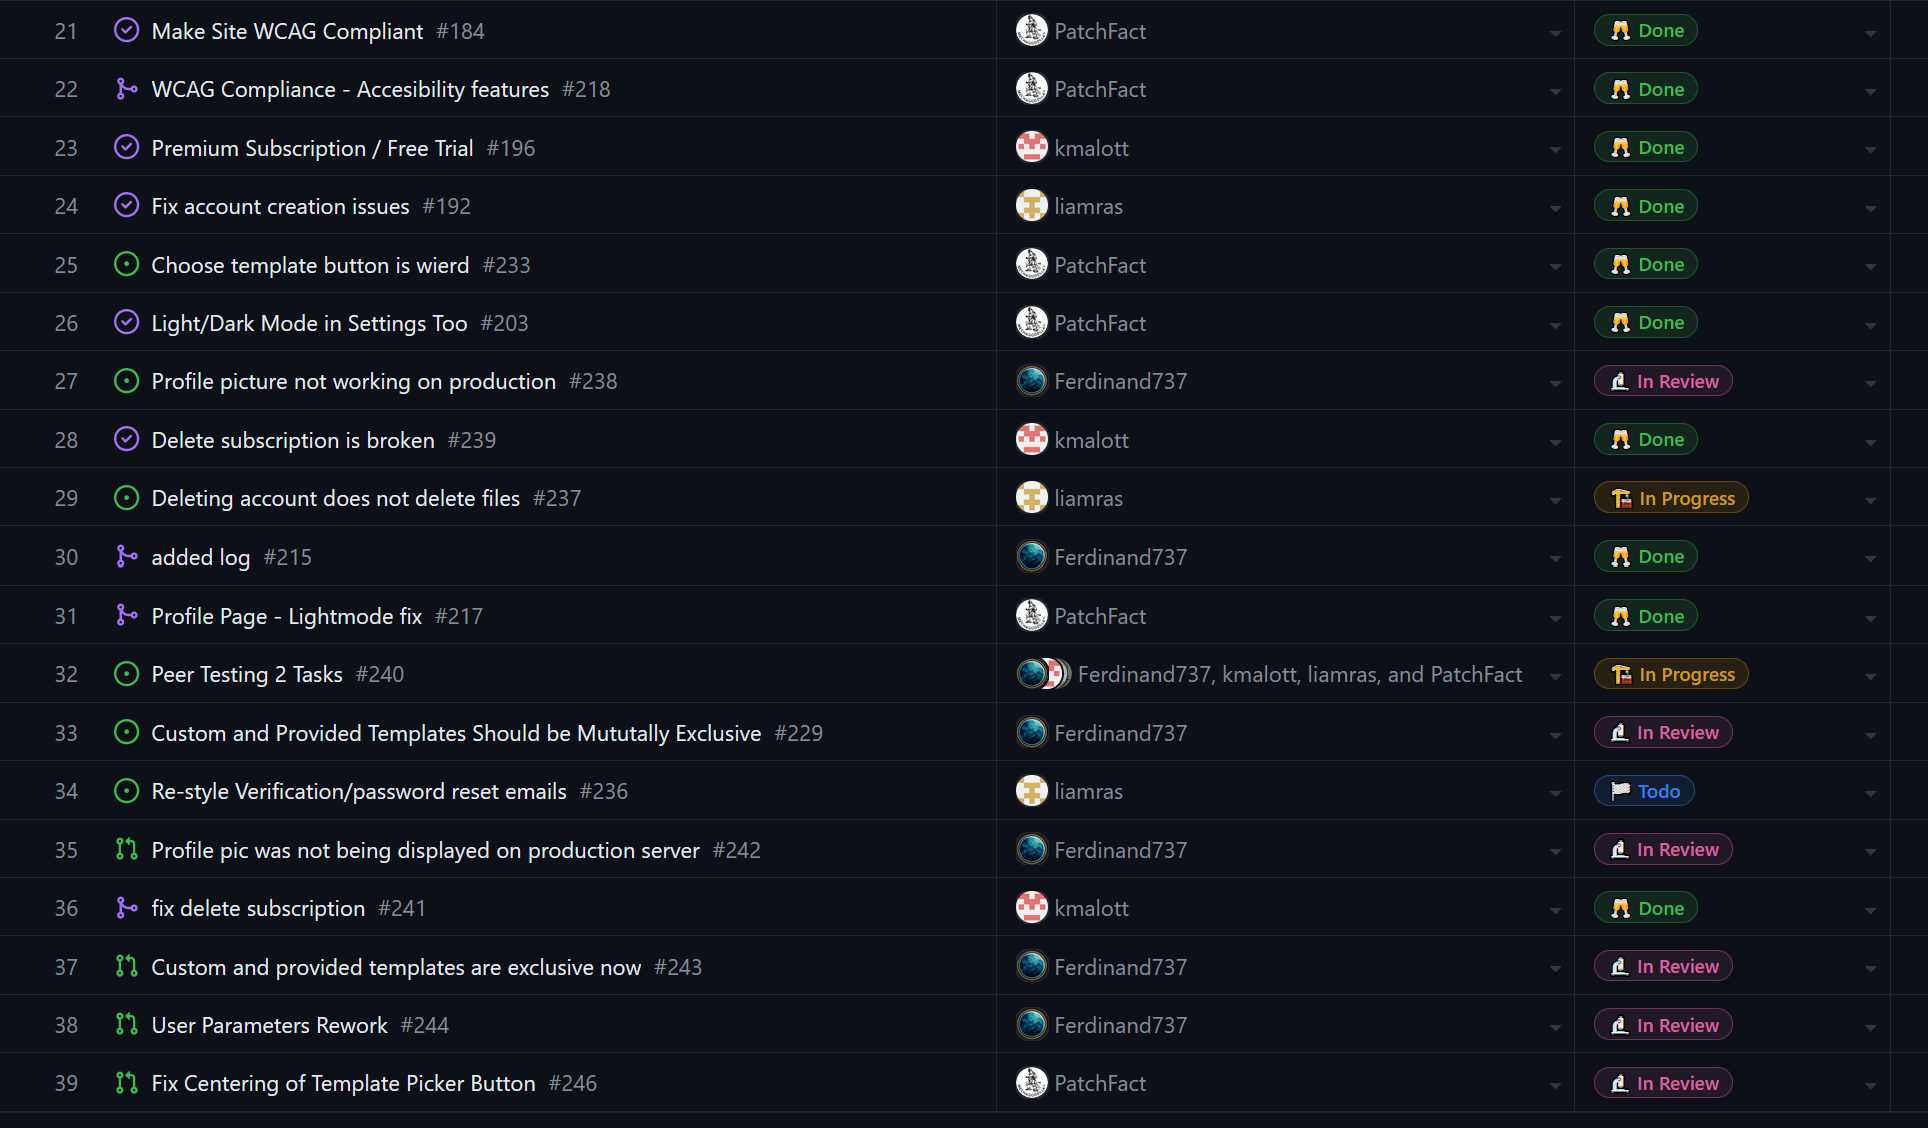 21 Make Site WCAG Compliant #184 PatchFact Done
22 WCAG Compliance - Accesibility features #218 PatchFact Done
23 Premium Subscription / Free Trial #196 kmalott Done
24 Fix account creation issues #192 liamras Done
25 Choose template button is wierd #233 PatchFact Done
26 Light/Dark Mode in Settings Too #203 PatchFact Done
27 Profile picture not working on production #238 Ferdinand737 In Review
28 Delete subscription is broken #239 kmalott Done
29 Deleting account does not delete files #237 liamras In Progress
30 added log #215 Ferdinand737 Done
31 Profile Page - Lightmode fix #217 PatchFact Done
32 Peer Testing 2 Tasks #240 Ferdinand737, kmalott, liamras, and PatchFact In Progress
33 Custom and Provided Templates Should be Mututally Exclusive #229 Ferdinand737 In Review
34 Re-style Verification/password reset emails #236 liamras Todo
35 Profile pic was not being displayed on production server #242 Ferdinand737 In Review
36 fix delete subscription #241 kmalott Done
37 Custom and provided templates are exclusive now #243 Ferdinand737 In Review
38 User Parameters Rework #244 Ferdinand737 In Review
39 Fix Centering of Template Picker Button #246 PatchFact In Review